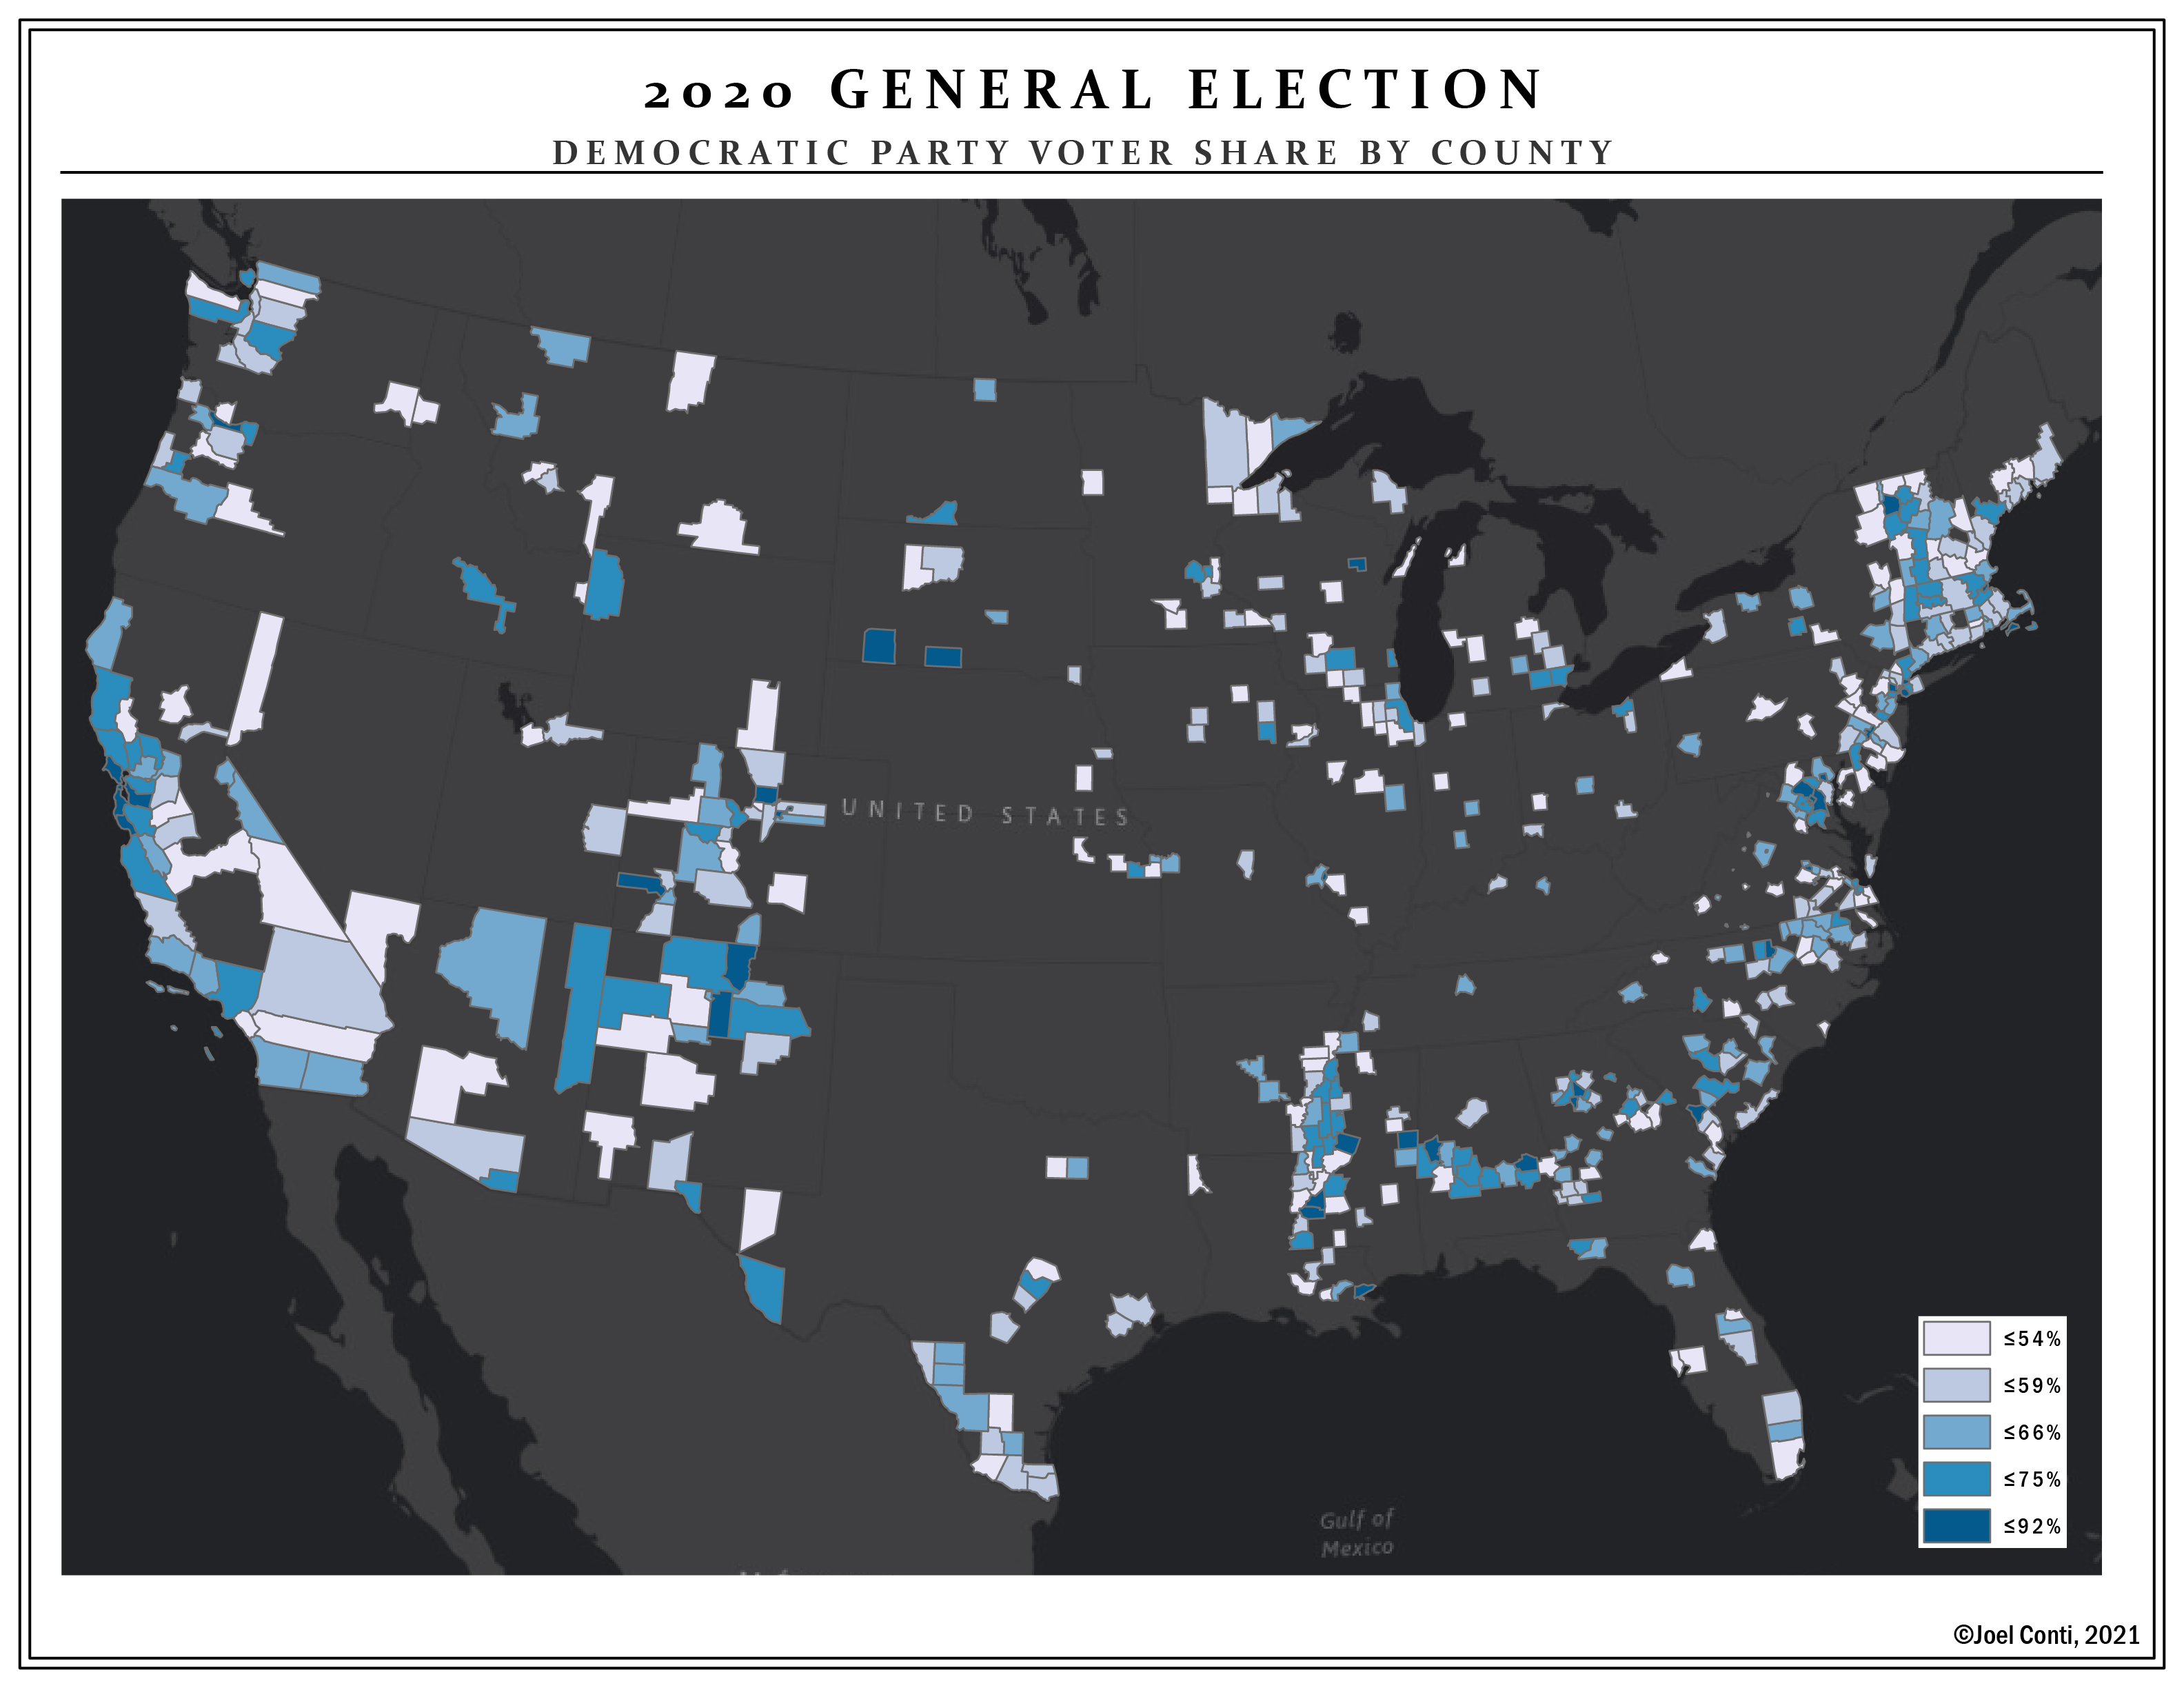 2020 GENERAL ELECTION
DEMOCRATIC PARTY VOTER SHARE BY COUNTY
UNITED STATES
≤54%
≤59%
≤66%
≤75%
≤92%
Gulf of
Mexico
©Joel Conti, 2021